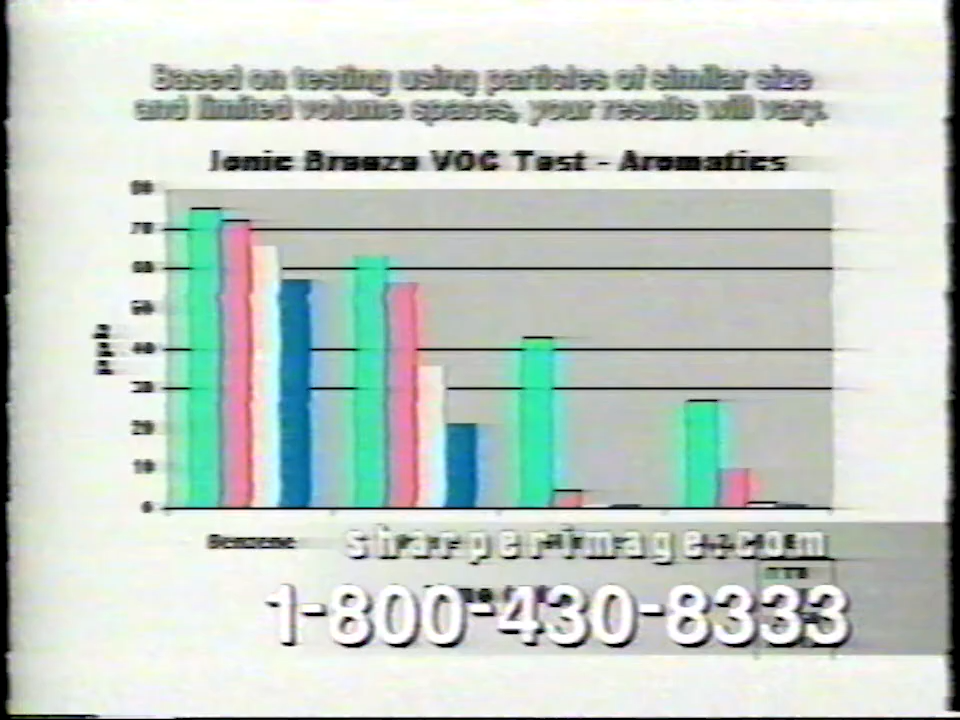 Based on testing using particles of similar size
and limited volume spaces, your results will vary.
Ionic Breeze VOC Test - Aromatics
80
70
60
50
40
30
20
10
0
ppb
Benzene
sharperimage.com
1-800-430-8333